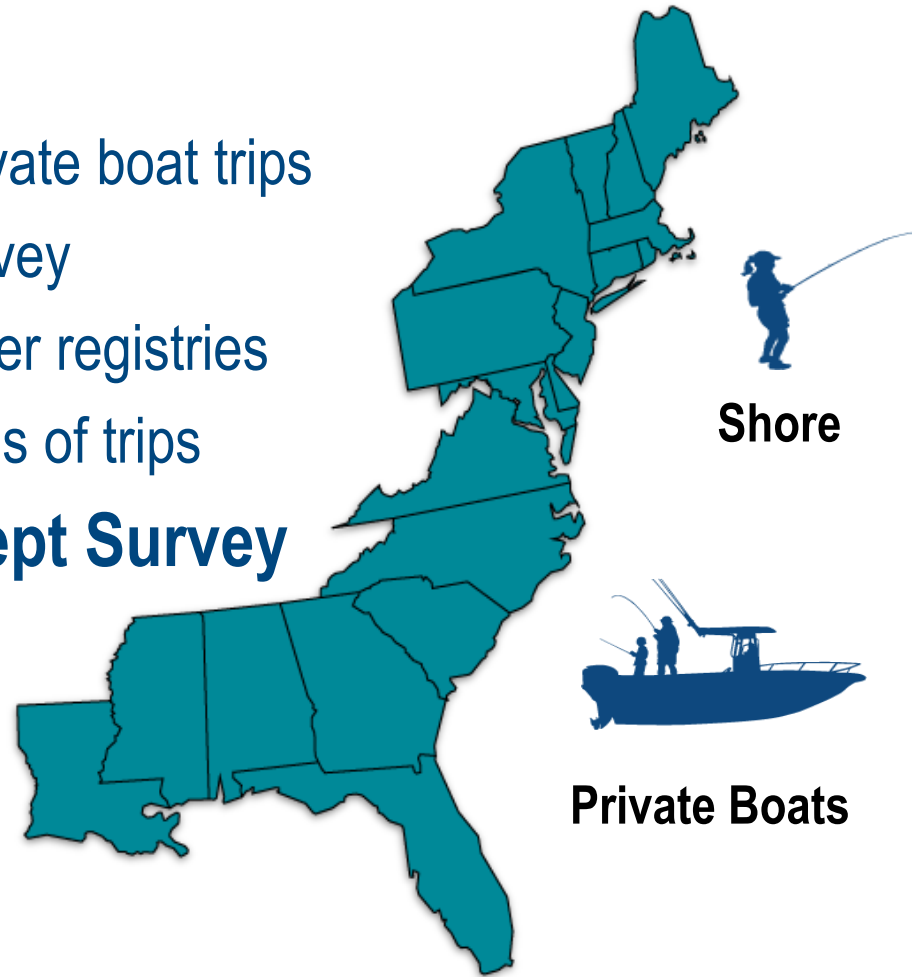 vate boat trips
vey
er registries
s of trips
ept Survey
Shore
Private Boats